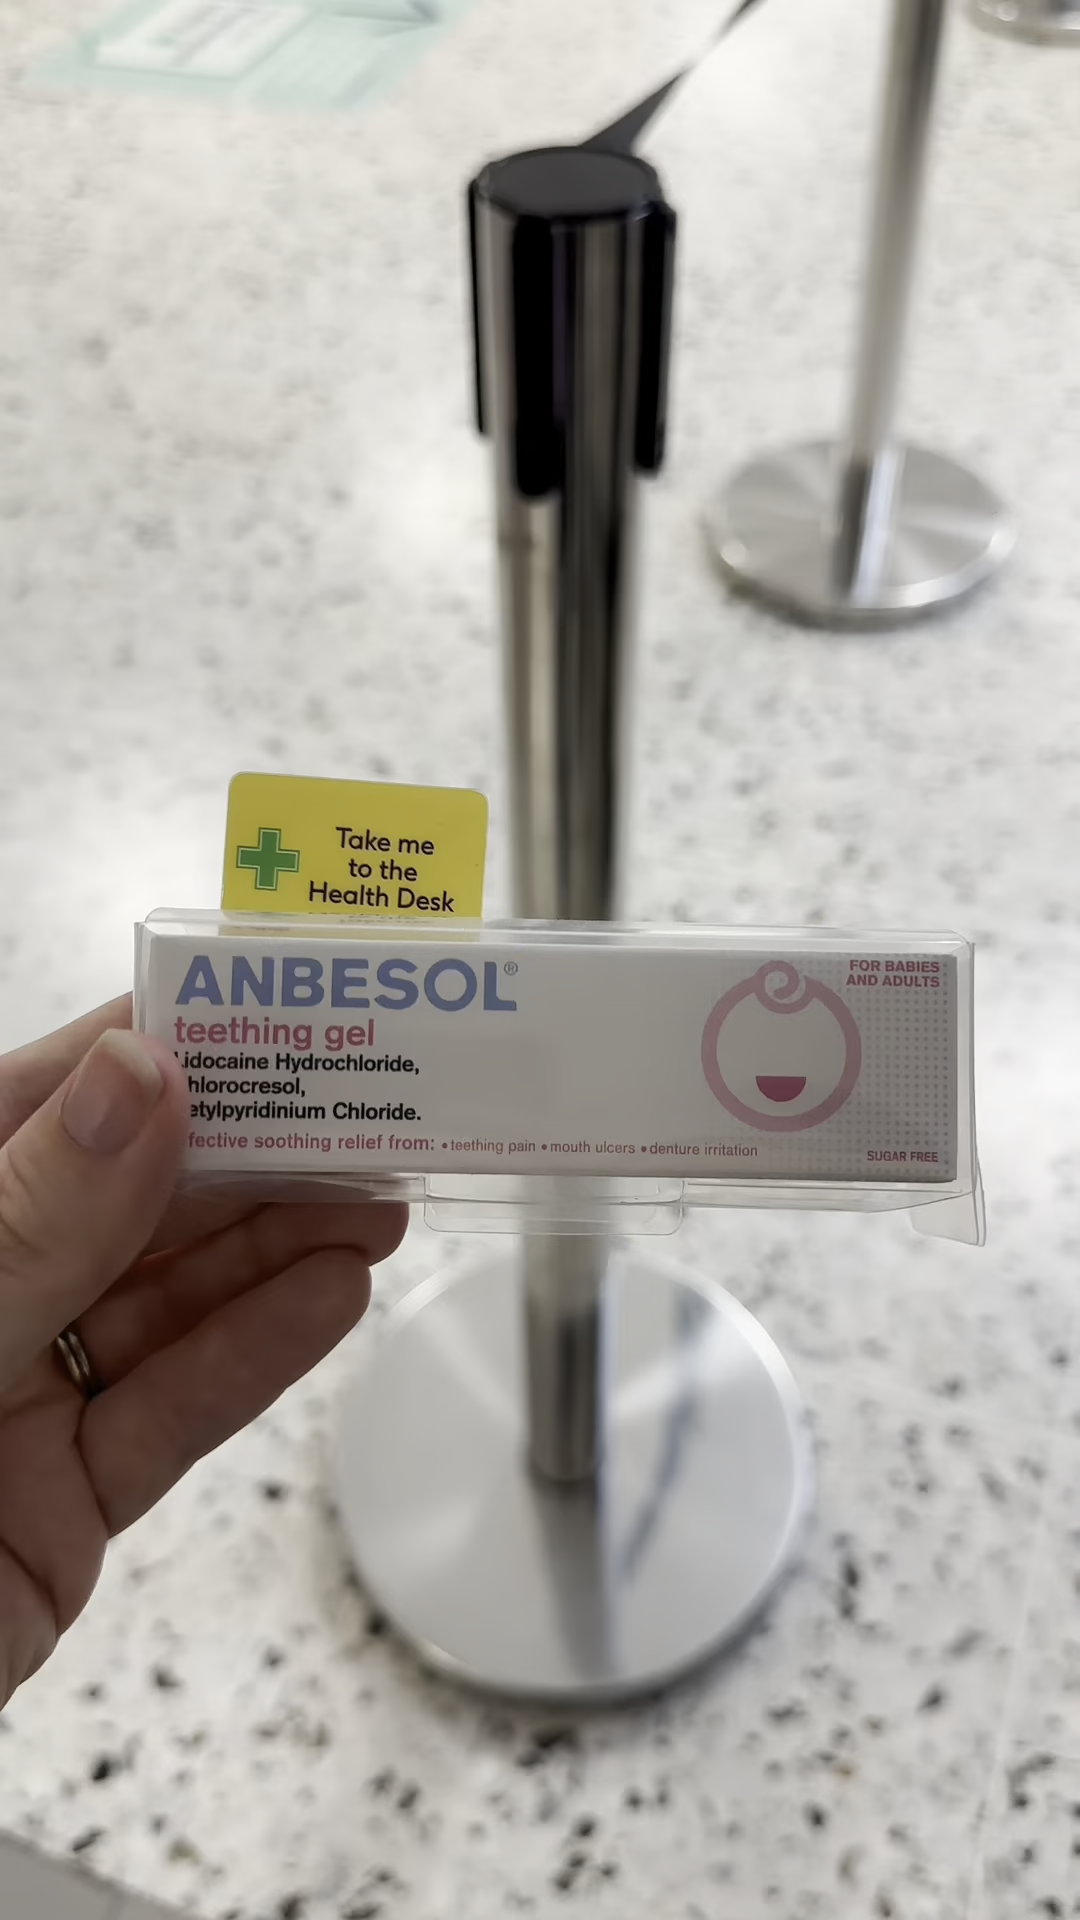 Take me
to the
Health Desk
ANBESOL®
teething gel
Lidocaine Hydrochloride,
hlorocresol,
etylpyridinium Chloride.
fective soothing relief from: •teething pain •mouth ulcers •denture irritation
FOR BABIES
AND ADULTS
SUGAR FREE